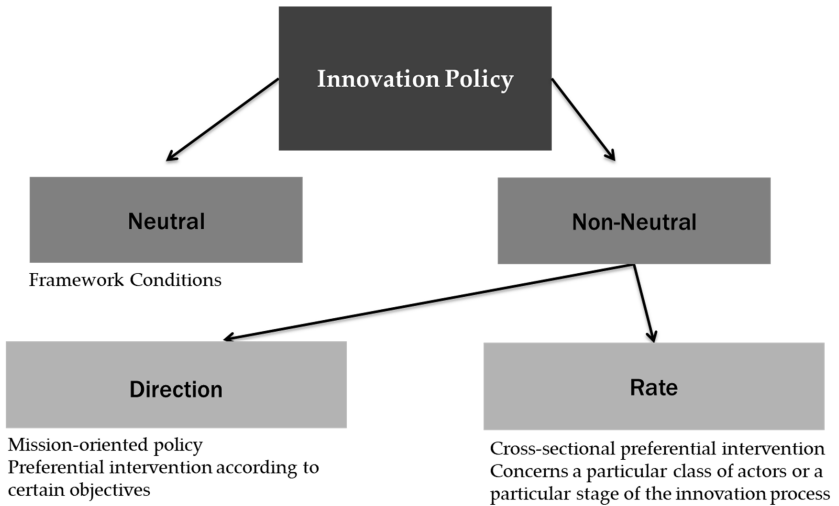 Innovation Policy
Neutral
Non-Neutral
Framework Conditions
Direction
Rate
Mission-oriented policy
Preferential intervention according to
certain objectives
Cross-sectional preferential intervention
Concerns a particular class of actors or a
particular stage of the innovation process